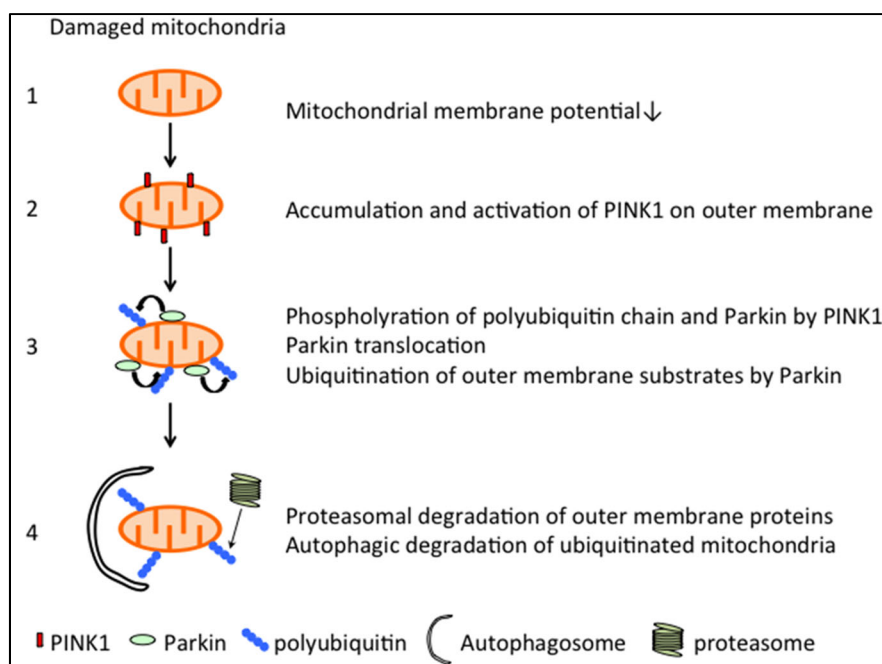 Damaged mitochondria
1
Mitochondrial membrane potential↓
2
Accumulation and activation of PINK1 on outer membrane
3
Phospholyration of polyubiquitin chain and Parkin by PINK1
Parkin translocation
Ubiquitination of outer membrane substrates by Parkin
4
Proteasomal degradation of outer membrane proteins
Autophagic degradation of ubiquitinated mitochondria
PINK1 Parkin polyubiquitin Autophagosome proteasome